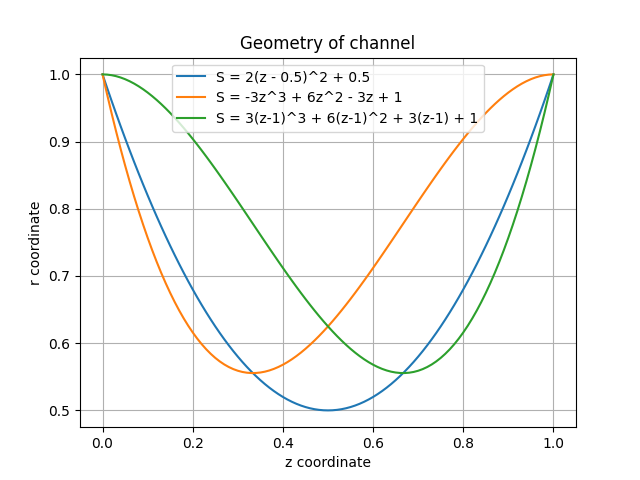 Geometry of channel
S = 2(z - 0.5)^2 + 0.5
S = -3z^3 + 6z^2 - 3z + 1
S = 3(z-1)^3 + 6(z-1)^2 + 3(z-1) + 1
r coordinate
1.0
0.9
0.8
0.7
0.6
0.5
0.0 0.2 0.4 0.6 0.8 1.0
z coordinate